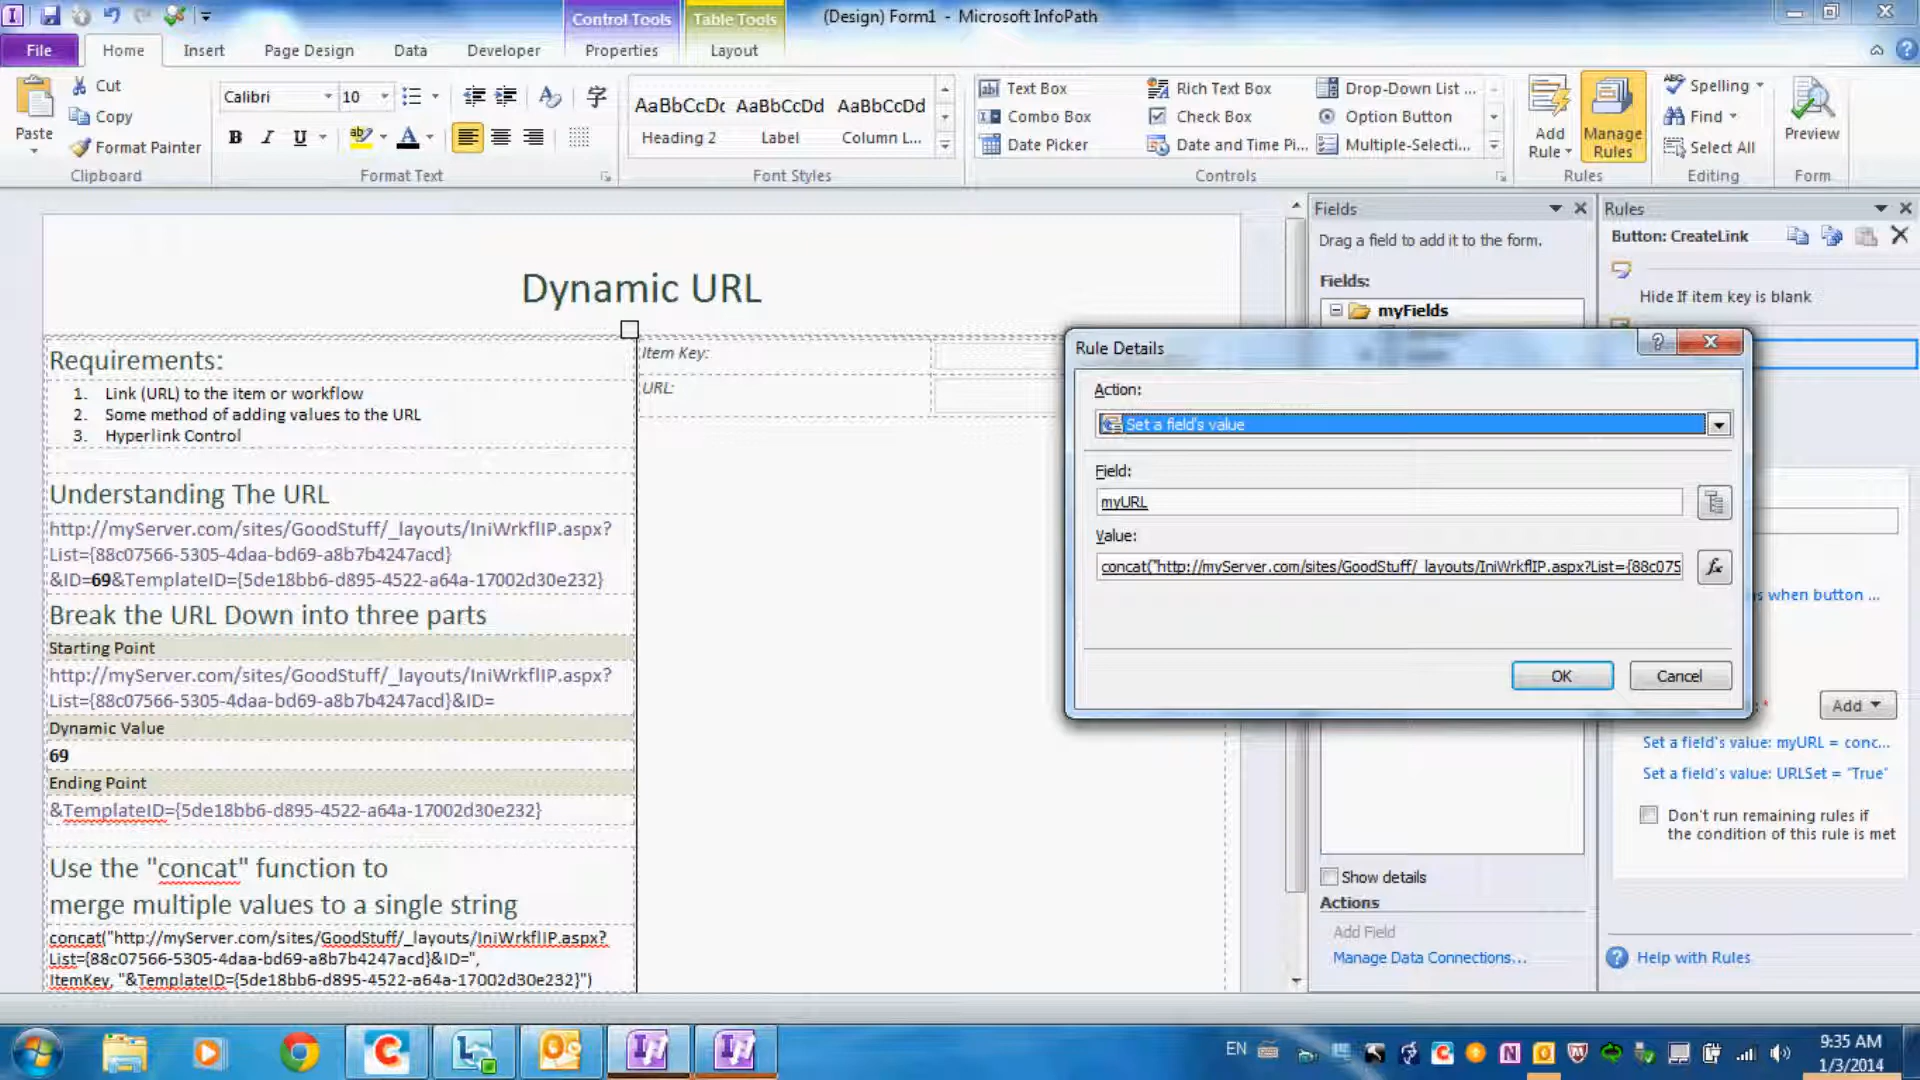 Control Tools
Table Tools
(Design) Form1 - Microsoft InfoPath
File
Home
Insert
Page Design
Data
Developer
Properties
Layout
Paste
Cut
Copy
Format Painter
Clipboard
Calibri
10
B I U
Format Text
AaBbCcDc
AaBbCcDd
AaBbCcDd
Heading 2
Label
Column L...
Font Styles
Text Box
Rich Text Box
Drop-Down List ...
Combo Box
Check Box
Option Button
Date Picker
Date and Time Pi...
Multiple-Selecti...
Controls
Add Rule
Manage Rules
Rules
Spelling
Find
Select All
Editing
Preview
Form
Dynamic URL
Requirements:
1. Link (URL) to the item or workflow
2. Some method of adding values to the URL
3. Hyperlink Control
Understanding The URL
http://myServer.com/sites/GoodStuff/_layouts/IniWrkflIP.aspx?
List={88c07566-5305-4daa-bd69-a8b7b4247acd}
&ID=69&TemplateID={5de18bb6-d895-4522-a64a-17002d30e232}
Break the URL Down into three parts
Starting Point
http://myServer.com/sites/GoodStuff/_layouts/IniWrkflIP.aspx?
List={88c07566-5305-4daa-bd69-a8b7b4247acd}&ID=
Dynamic Value
69
Ending Point
&TemplateID={5de18bb6-d895-4522-a64a-17002d30e232}
Use the "concat" function to
merge multiple values to a single string
concat("http://myServer.com/sites/GoodStuff/_layouts/IniWrkflIP.aspx?
List={88c07566-5305-4daa-bd69-a8b7b4247acd}&ID=",
ItemKey, "&TemplateID={5de18bb6-d895-4522-a64a-17002d30e232}")
Item Key:
URL:
Fields
Drag a field to add it to the form.
Fields:
myFields
Show details
Actions
Add Field
Manage Data Connections...
Rules
Button: CreateLink
Hide If item key is blank
Rule Details
Action:
Set a field's value
Field:
myURL
Value:
concat("http://myServer.com/sites/GoodStuff/_layouts/IniWrkflIP.aspx?List={88c075
OK
Cancel
s when button ...
Add
Set a field's value: myURL = conc...
Set a field's value: URLSet = "True"
Don't run remaining rules if
the condition of this rule is met
Help with Rules
EN
9:35 AM
1/3/2014